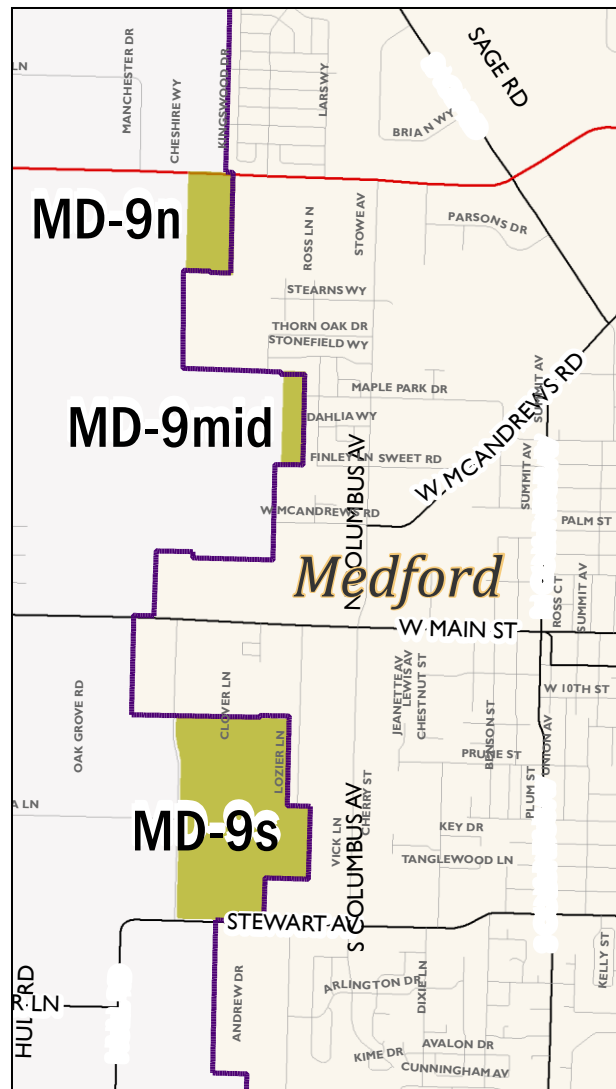 SAGE RD
MANCHESTER DR
CHESHIRE WY
KINGSWOOD DR
LARS WY
LN
BRIAN WY
MD-9n
ROSS LN N
STOWE AV
PARSONS DR
STEARNS WY
THORN OAK DR
STONEFIELD WY
MAPLE PARK DR
SUMMIT AV
MD-9mid
DAHLIA WY
FINLEY LN
SWEET RD
W MCANDREWS RD
SUMMIT AV
N COLUMBUS AV
W MCANDREWS RD
PALM ST
Medford
ROSS CT
SUMMIT AV
W MAIN ST
JEANETTE AV
LEWIS AV
CHESTNUT ST
W 10TH ST
OAK GROVE RD
CLOVER LN
LOZIER LN
BENSON ST
PRUNE ST
UNION AV
PLUM ST
A LN
MD-9s
VICK LN
CHERRY ST
S COLUMBUS AV
KEY DR
TANGLEWOOD LN
STEWART AV
KELLY ST
HUL RD
R LN
ANDREW DR
ARLINGTON DR
DIXIE LN
KIME DR
AVALON DR
CUNNINGHAM AV